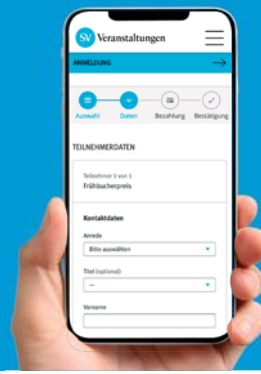 SV Veranstaltungen
ANMELDUNG
Auswahl Daten Bezahlung Bestätigung
TEILNEHMERDATEN
Teilnehmer 1 von 1
Frühbucherpreis
Kontaktdaten
Anrede
Bitte auswählen
Titel (optional)
--
Vorname